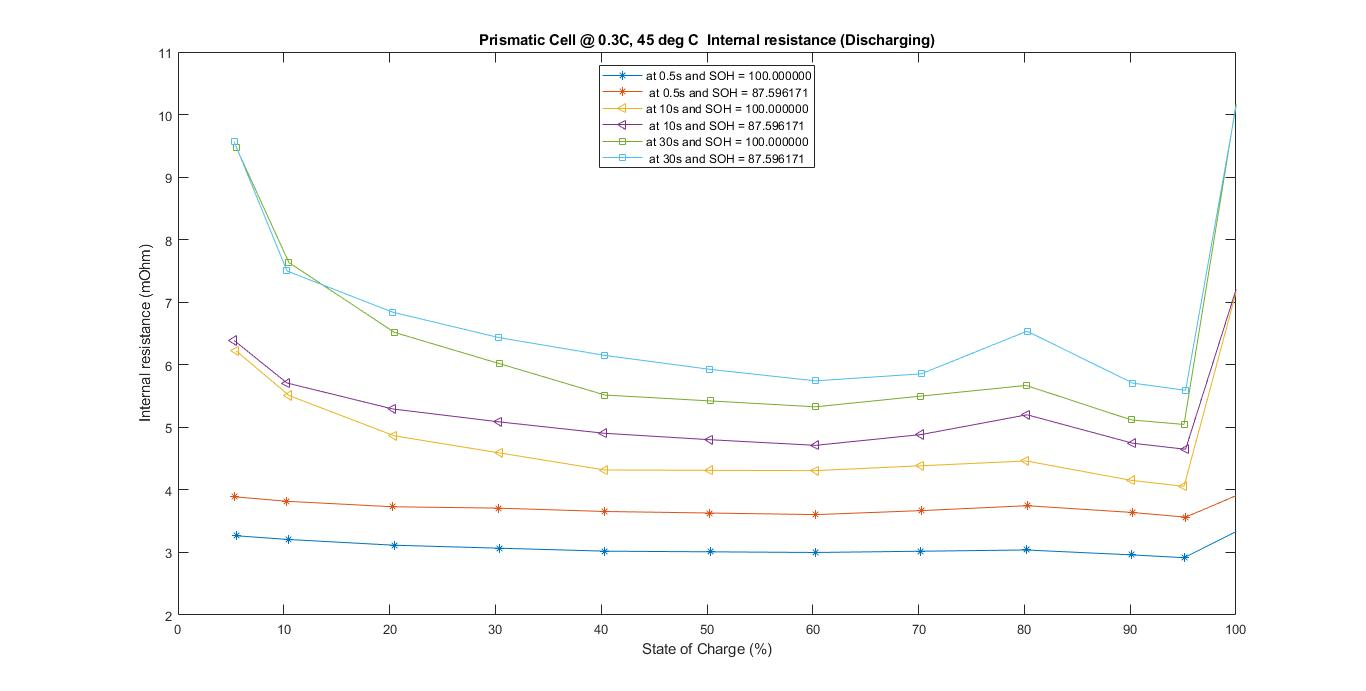 Prismatic Cell @ 0.3C, 45 deg C  Internal resistance (Discharging)
at 0.5s and SOH = 100.000000
at 0.5s and SOH = 87.596171
at 10s and SOH = 100.000000
at 10s and SOH = 87.596171
at 30s and SOH = 100.000000
at 30s and SOH = 87.596171
Internal resistance (mOhm)
11
10
9
8
7
6
5
4
3
2
0 10 20 30 40 50 60 70 80 90 100
State of Charge (%)